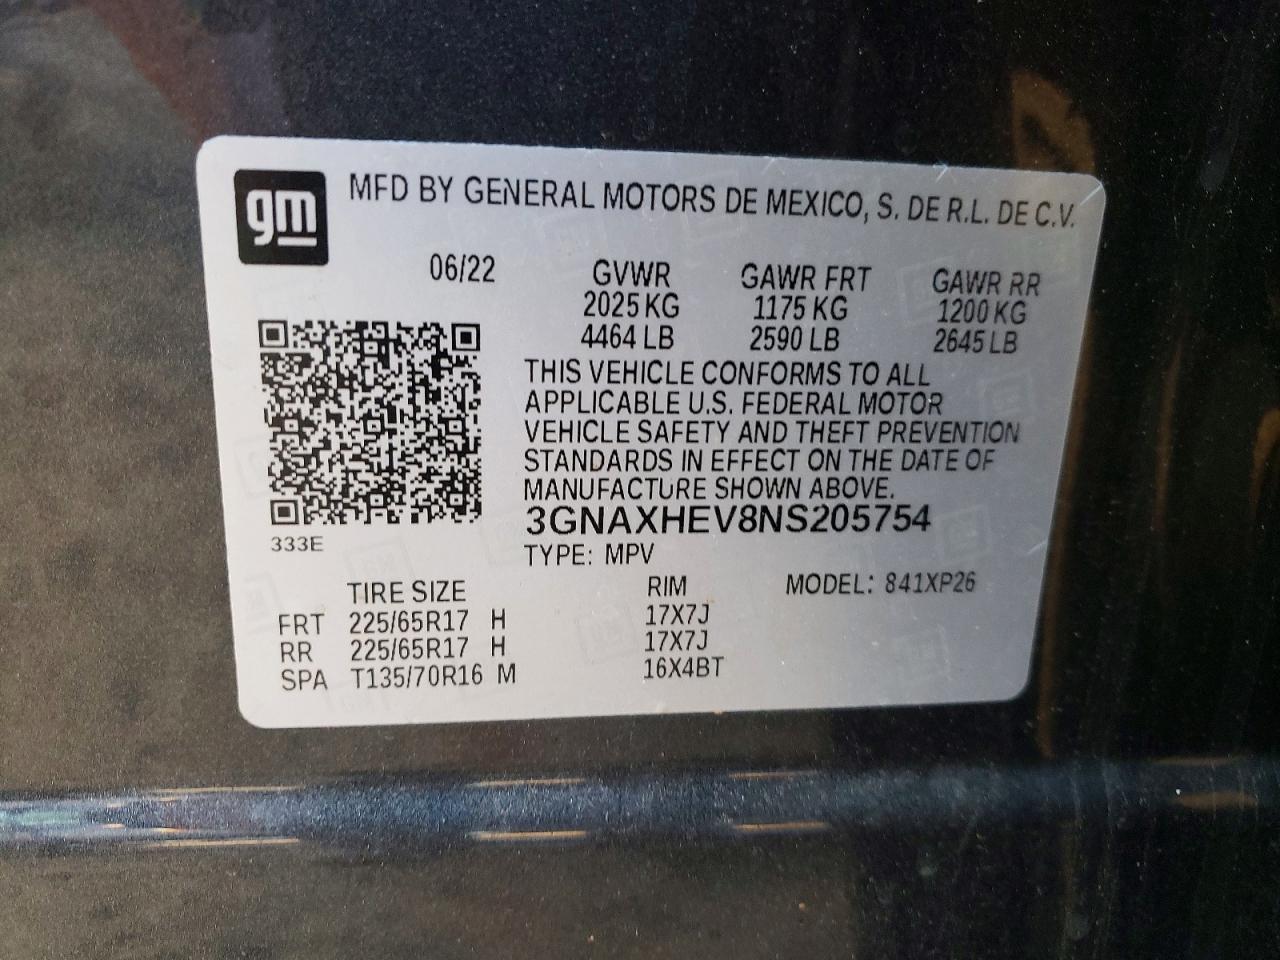 gm
MFD BY GENERAL MOTORS DE MEXICO, S. DE R.L. DE C.V.
06/22 GVWR GAWR FRT GAWR RR
2025 KG 1175 KG 1200 KG
4464 LB 2590 LB 2645 LB
THIS VEHICLE CONFORMS TO ALL
APPLICABLE U.S. FEDERAL MOTOR
VEHICLE SAFETY AND THEFT PREVENTION
STANDARDS IN EFFECT ON THE DATE OF
MANUFACTURE SHOWN ABOVE.
3GNAXHEV8NS205754
333E
TYPE: MPV
TIRE SIZE RIM MODEL: 841XP26
FRT 225/65R17 H 17X7J
RR 225/65R17 H 17X7J
SPA T135/70R16 M 16X4BT